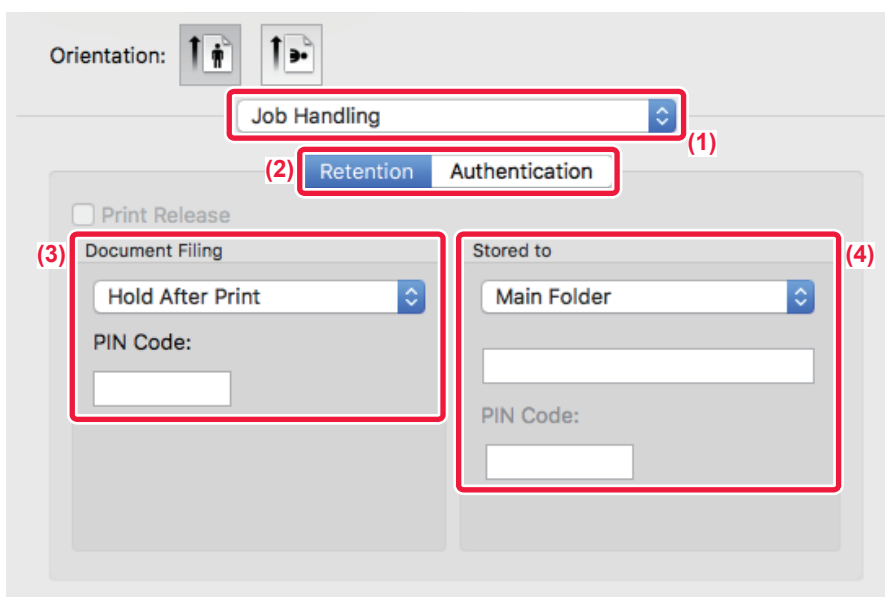 Orientation:
Job Handling
(1)
(2) Retention Authentication
Print Release
(3) Document Filing
Stored to (4)
Hold After Print
Main Folder
PIN Code:
PIN Code: